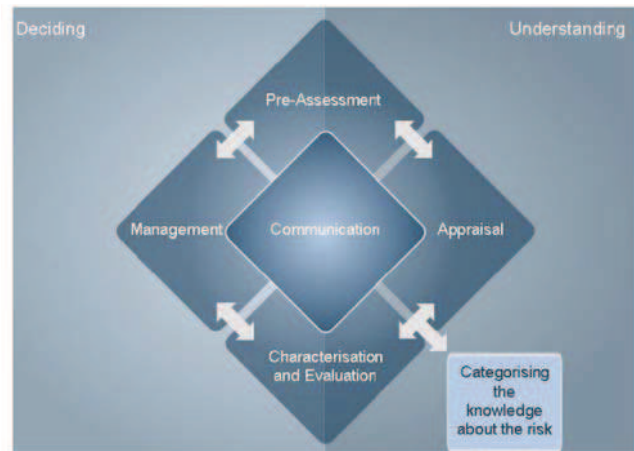 Deciding
Understanding
Pre-Assessment
Management
Communication
Appraisal
Characterisation
and Evaluation
Categorising
the
knowledge
about the risk